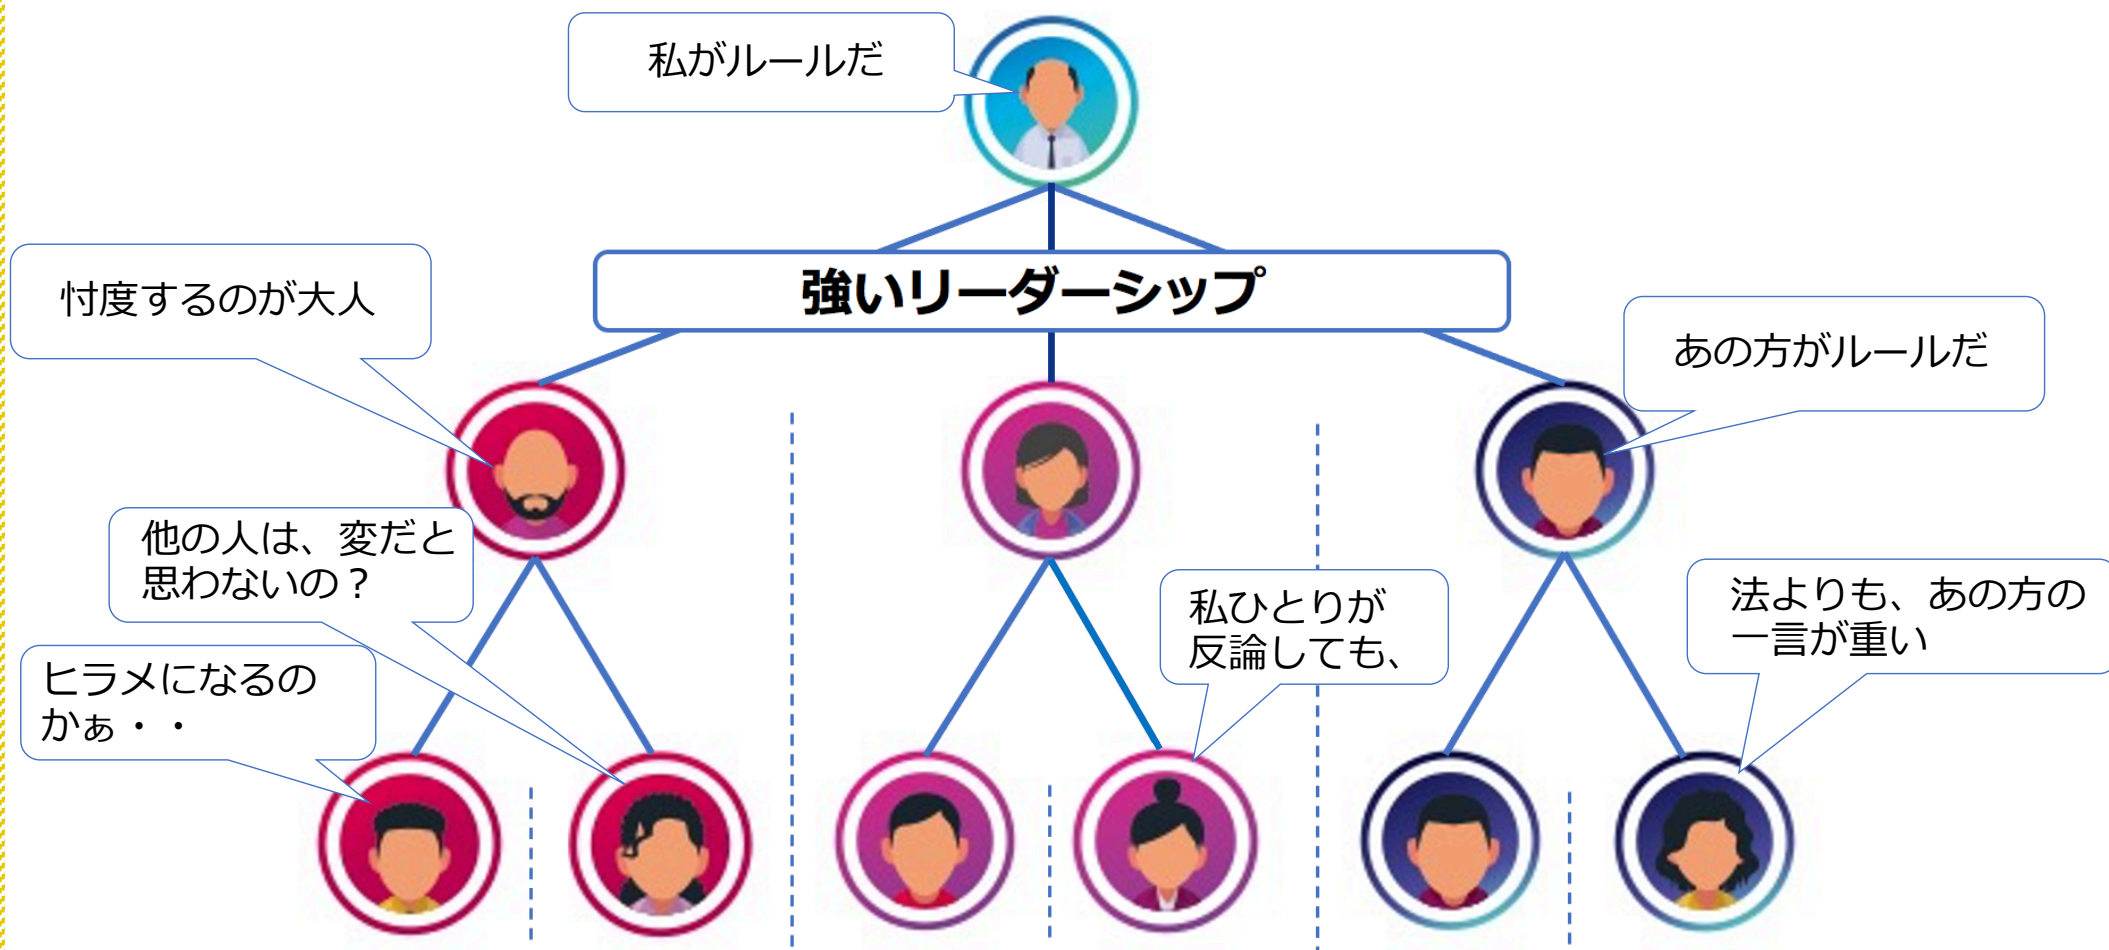 私がルールだ
強いリーダーシップ
忖度するのが大人
あの方がルールだ
他の人は、変だと
思わないの？
ヒラメになるの
かぁ・・
私ひとりが
反論しても、
法よりも、あの方の
一言が重い